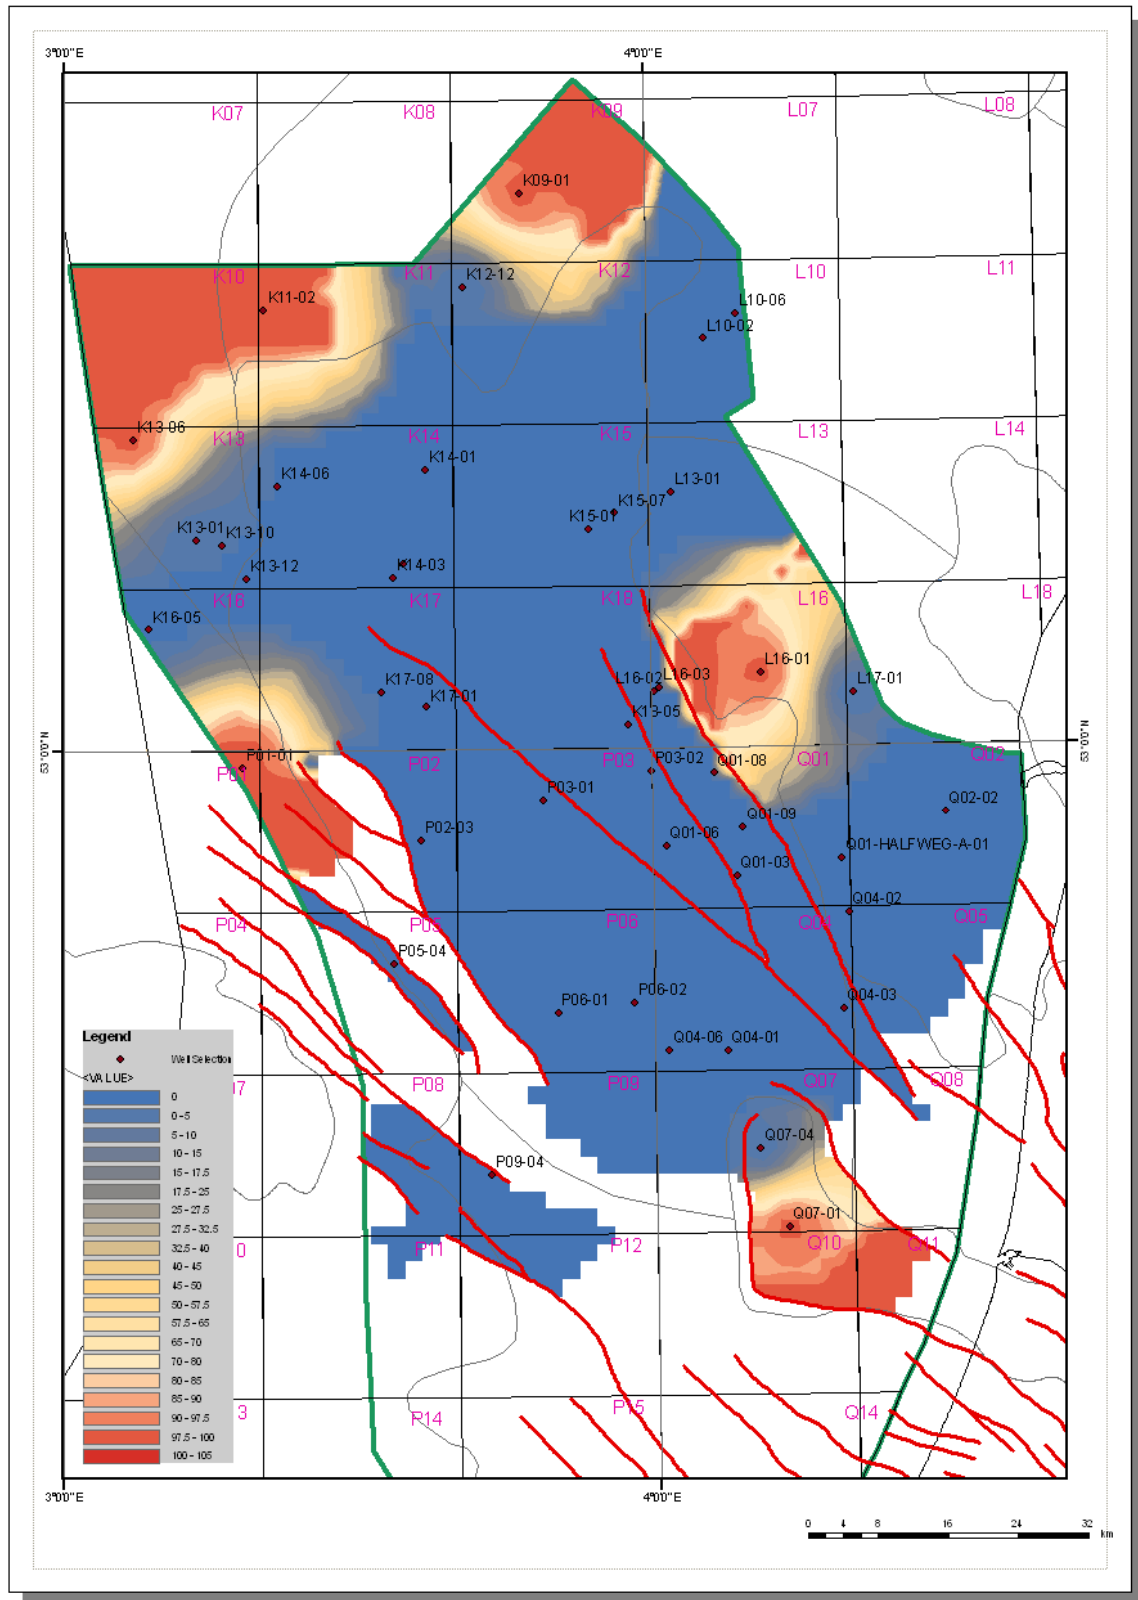 3°0'0"E 4°0'0"E
K07 K08 K09 L07 L08
K09-01
K10 K11 K12 L10 L11
K12-12
K11-02
L10-06
L10-02
K13-06
K13 K14 K15 L13 L14
K14-01
K14-06
L13-01
K15-07
K15-01
K13-01 K13-10
K14-03
K13-12
K16 K17 K18 L16 L18
K16-05
L16-01
L16-02 L16-03
K17-08
L17-01
K17-01
53°0'0"N
53°0'0"N
P01-01
P01 P02 P03 Q01 Q02
P03-02 Q01-08
P03-01
Q02-02
Q01-09
P02-03
Q01-06
Q01-HALFWEG-A-01
Q01-03
Q04-02
P04 P05 P06 Q04 Q05
P05-04
P06-01 P06-02
Q04-03
Q04-06 Q04-01
P08 P09 Q07 Q08
Q07-04
P09-04
Q07-01
P11 P12 Q10 Q11
P14 P15 Q14
Legend
Well Selection
<VALUE>
0
0-5
5-10
10-15
15-17.5
17.5-25
25-27.5
27.5-32.5
32.5-40
40-45
45-50
50-57.5
57.5-65
65-70
70-80
80-85
85-90
90-97.5
97.5-100
100-105
07
0
3
3°0'0"E 4°0'0"E
0 4 8 16 24 32
km